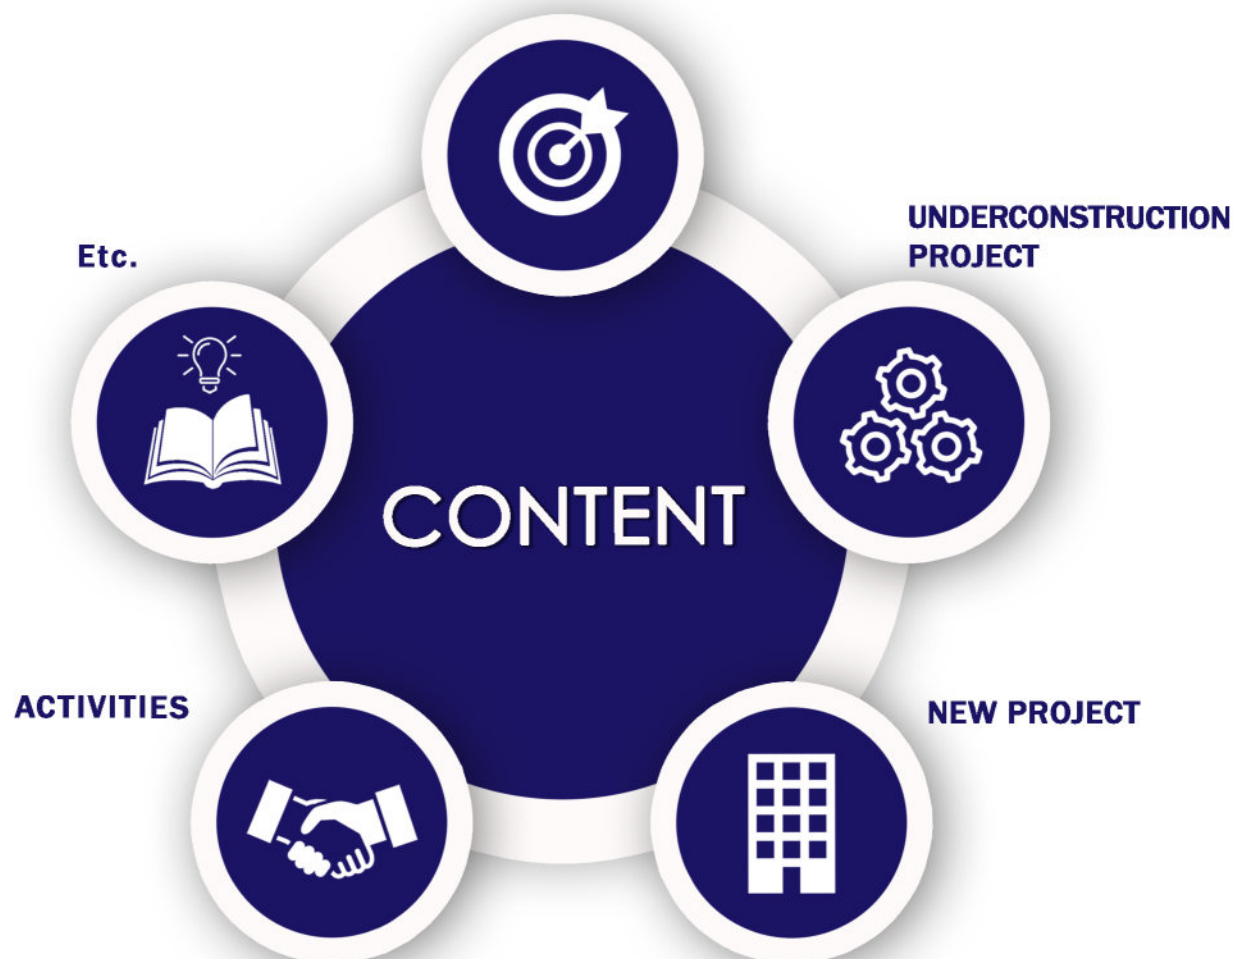 UNDERCONSTRUCTION
PROJECT
Etc.
CONTENT
ACTIVITIES
NEW PROJECT